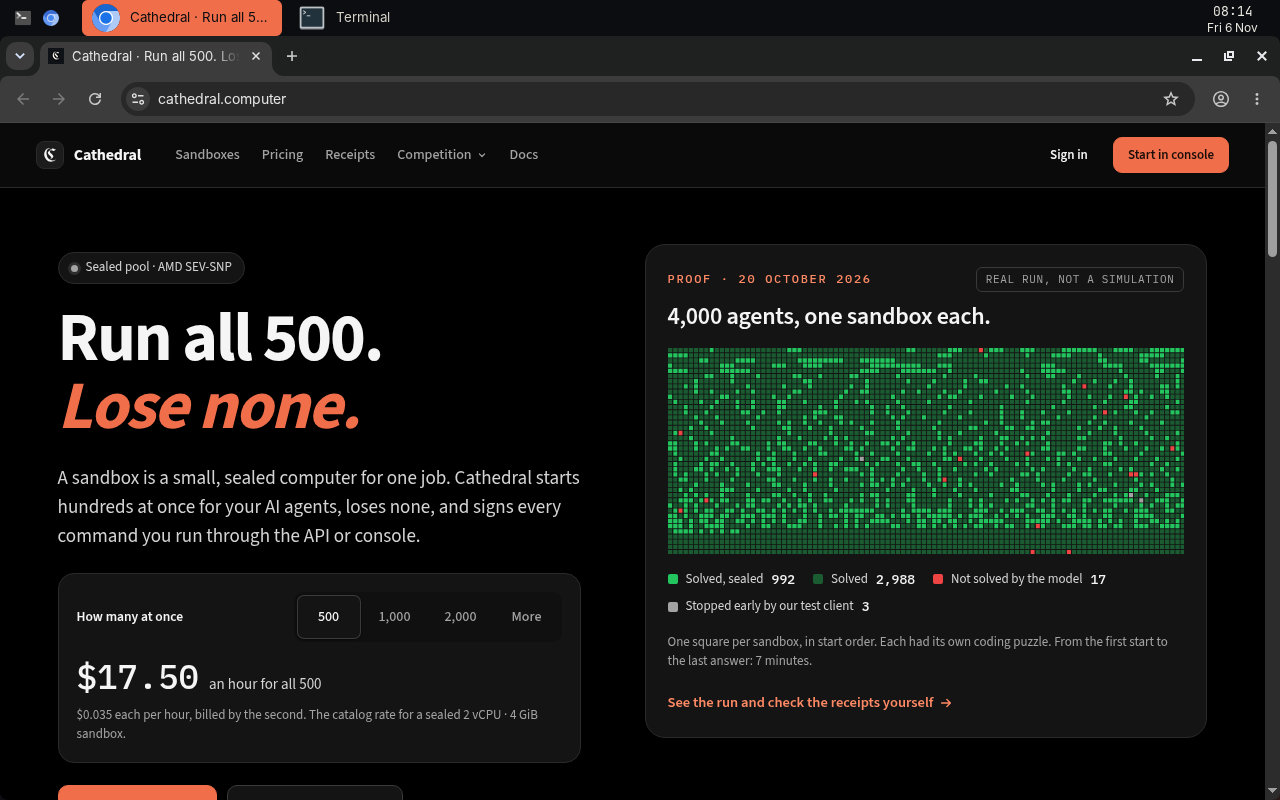 Cathedral · Run all 5...
Terminal
08:14
Fri 6 Nov
Cathedral · Run all 500. Lo
cathedral.computer
Cathedral
Sandboxes
Pricing
Receipts
Competition
Docs
Sign in
Start in console
Sealed pool · AMD SEV-SNP
Run all 500.
Lose none.
A sandbox is a small, sealed computer for one job. Cathedral starts
hundreds at once for your AI agents, loses none, and signs every
command you run through the API or console.
How many at once
500
1,000
2,000
More
$17.50 an hour for all 500
$0.035 each per hour, billed by the second. The catalog rate for a sealed 2 vCPU · 4 GiB
sandbox.
PROOF · 20 OCTOBER 2026
REAL RUN, NOT A SIMULATION
4,000 agents, one sandbox each.
Solved, sealed 992
Solved 2,988
Not solved by the model 17
Stopped early by our test client 3
One square per sandbox, in start order. Each had its own coding puzzle. From the first start to
the last answer: 7 minutes.
See the run and check the receipts yourself →